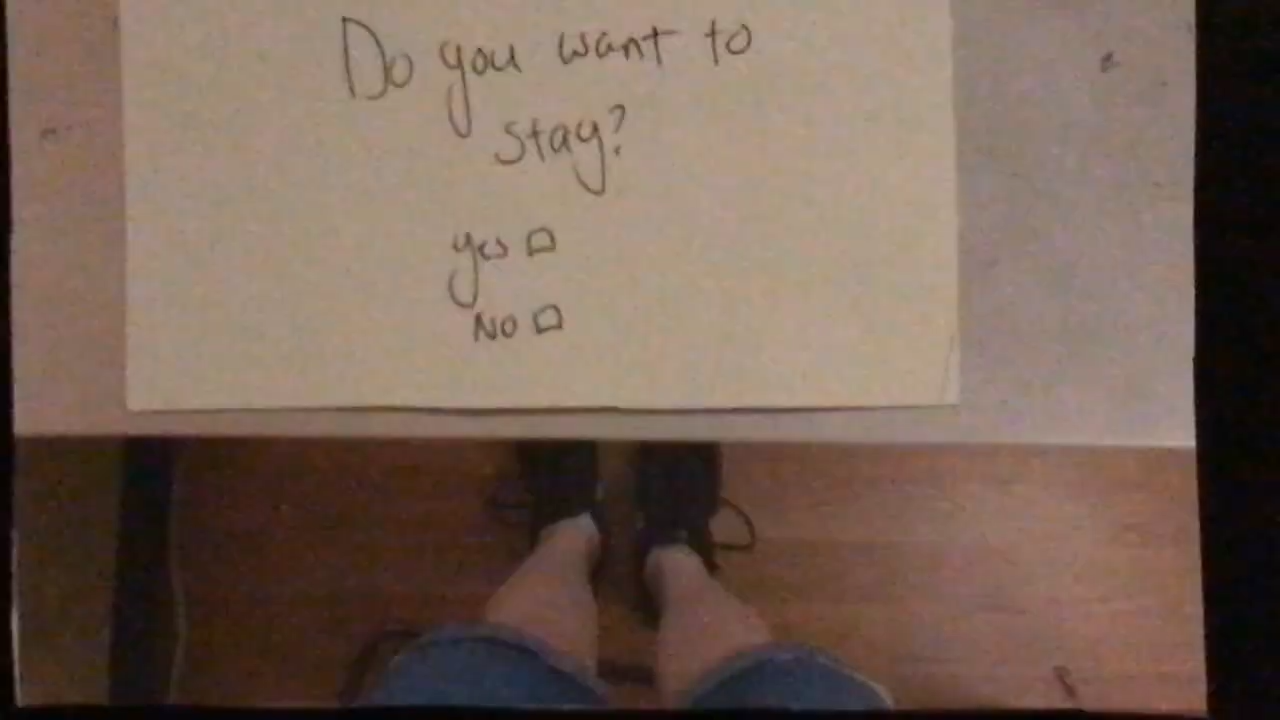 Do you want to
stay?
yes □
NO □